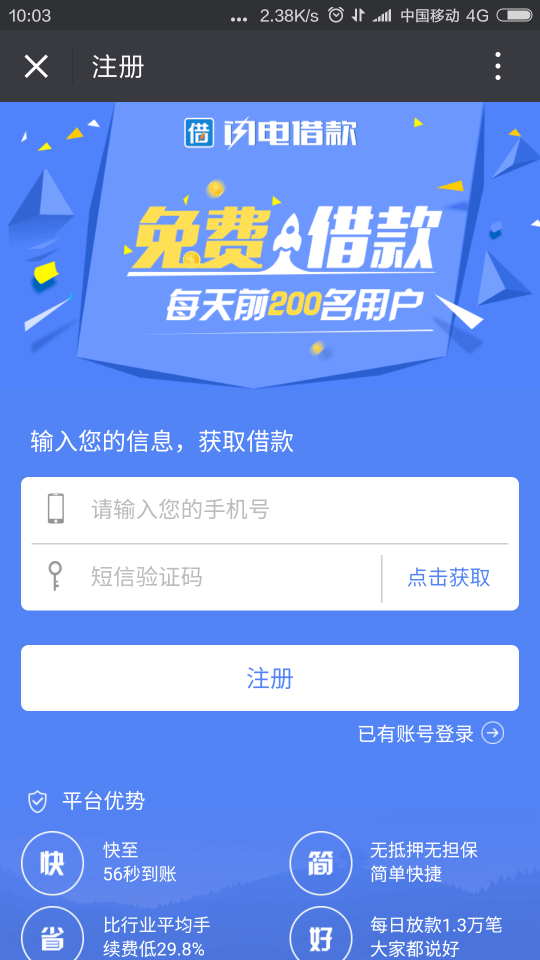 10:03
... 2.38K/s 中国移动 4G
注册
借 闪电借款
免费借款
每天前200名用户
输入您的信息，获取借款
请输入您的手机号
短信验证码
点击获取
注册
已有账号登录
平台优势
快
快至
56秒到账
简
无抵押无担保
简单快捷
省
比行业平均手
续费低29.8%
好
每日放款1.3万笔
大家都说好